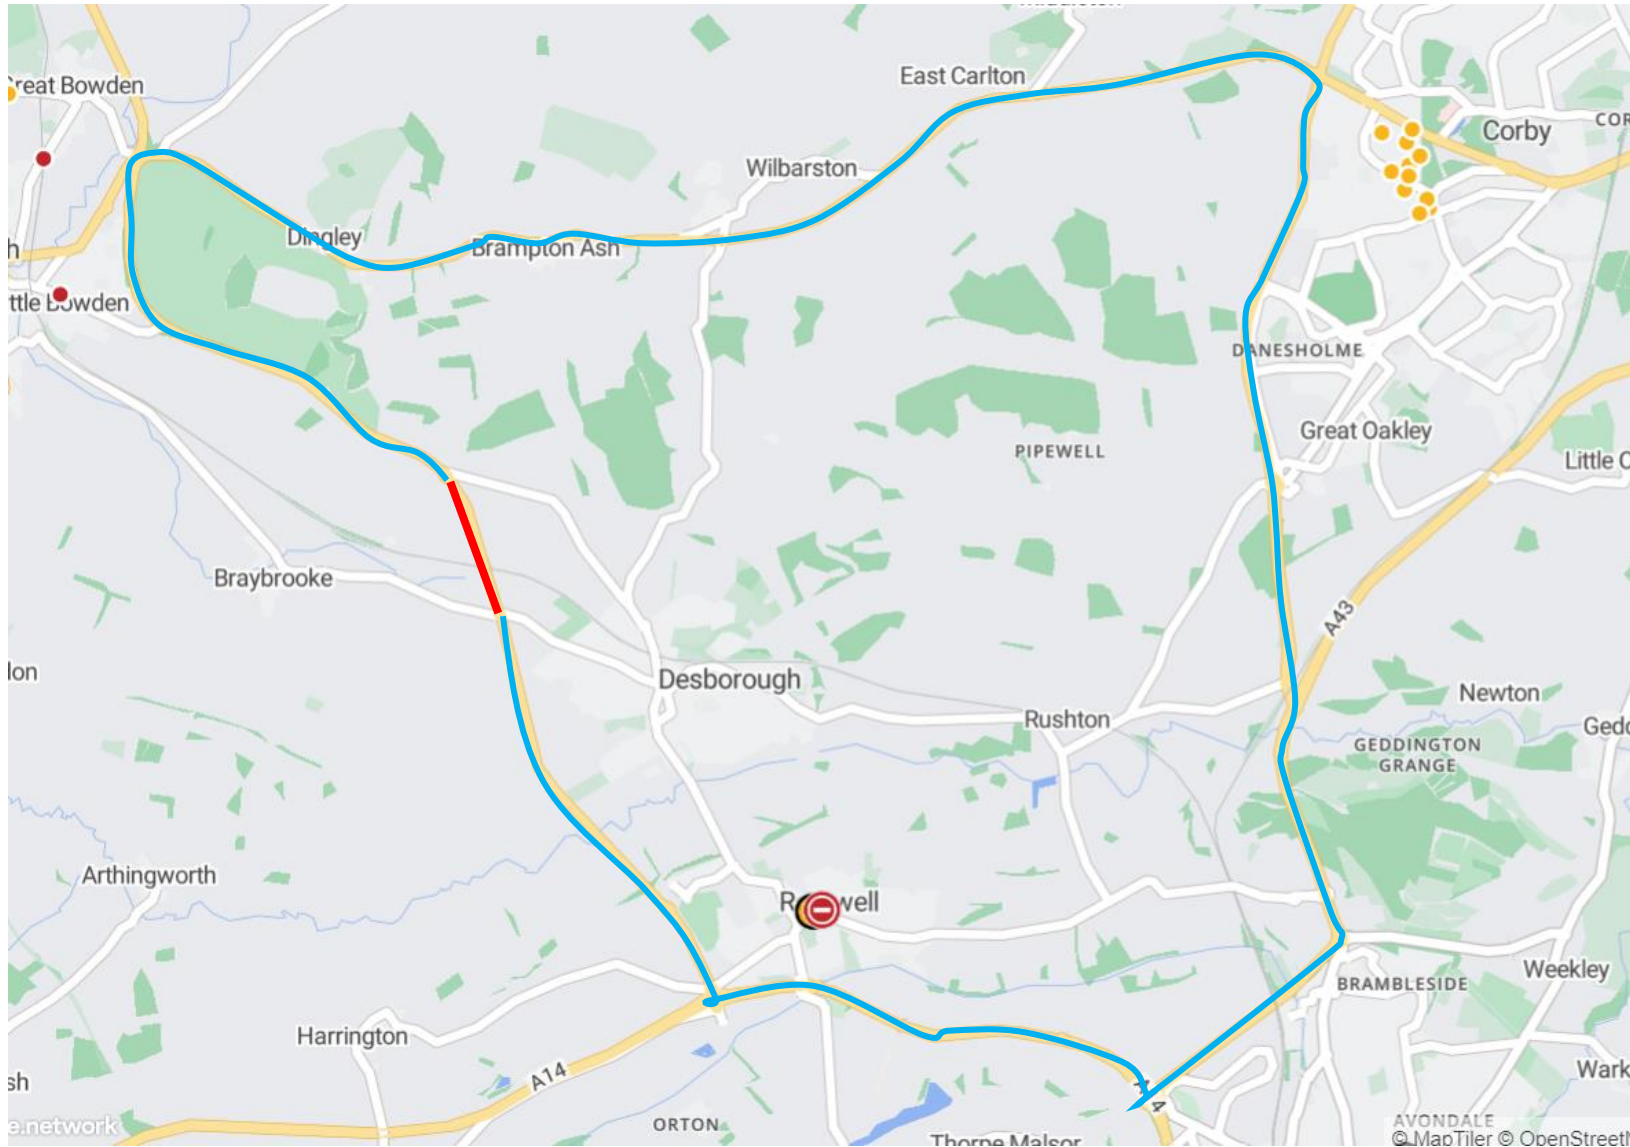 Great Bowden
East Carlton
Corby
COR
Wilbarston
Dingley
Brampton Ash
h
ttle Bowden
DANESHOLME
Great Oakley
PIPEWELL
Little O
Braybrooke
A43
Desborough
Newton
Rushton
Gedd
GEDDINGTON
GRANGE
Arthingworth
R well
Weekley
BRAMBLESIDE
Harrington
A14
Wark
sh
e.network
ORTON
Thorpe Malsor
AVONDALE
© MapTiler © OpenStreetM